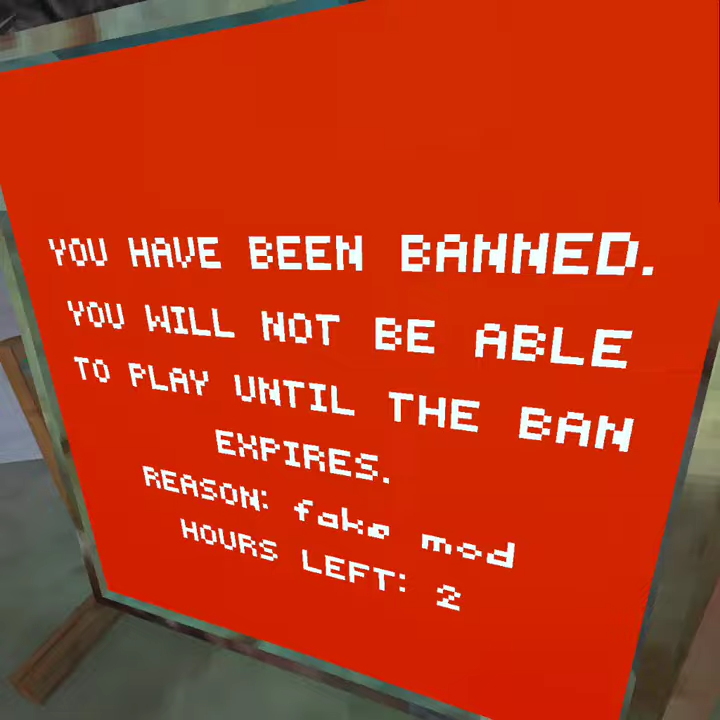 YOU HAVE BEEN BANNED.
YOU WILL NOT BE ABLE
TO PLAY UNTIL THE BAN
EXPIRES.
REASON: fake mod
HOURS LEFT: 2